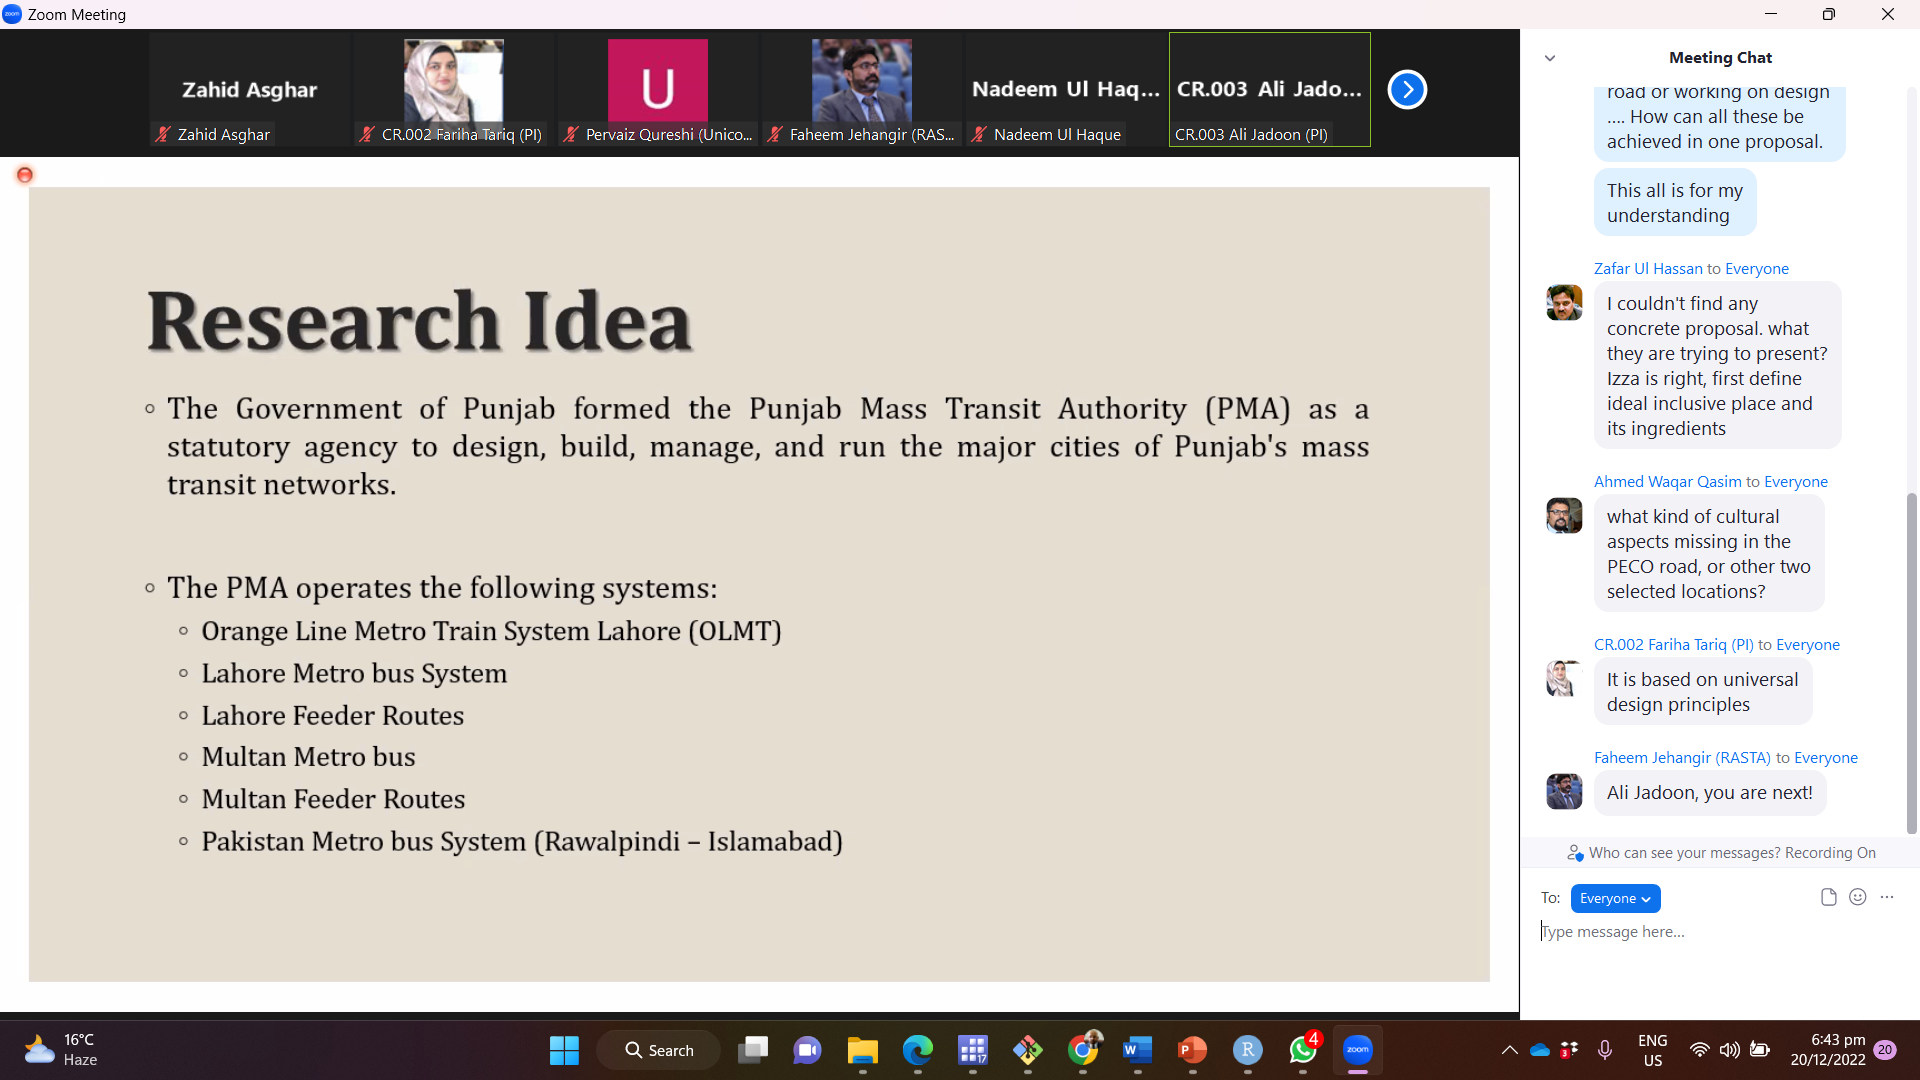 Zoom Meeting
Zahid Asghar
Zahid Asghar
CR.002 Fariha Tariq (PI)
U
Pervaiz Qureshi (Unico...
Faheem Jehangir (RAS...
Nadeem Ul Haq...
Nadeem Ul Haque
CR.003 Ali Jado...
CR.003 Ali Jadoon (PI)
Research Idea
The Government of Punjab formed the Punjab Mass Transit Authority (PMA) as a
statutory agency to design, build, manage, and run the major cities of Punjab's mass
transit networks.
The PMA operates the following systems:
Orange Line Metro Train System Lahore (OLMT)
Lahore Metro bus System
Lahore Feeder Routes
Multan Metro bus
Multan Feeder Routes
Pakistan Metro bus System (Rawalpindi – Islamabad)
Meeting Chat
road or working on design
.... How can all these be
achieved in one proposal.
This all is for my
understanding
Zafar Ul Hassan to Everyone
I couldn't find any
concrete proposal. what
they are trying to present?
Izza is right, first define
ideal inclusive place and
its ingredients
Ahmed Waqar Qasim to Everyone
what kind of cultural
aspects missing in the
PECO road, or other two
selected locations?
CR.002 Fariha Tariq (PI) to Everyone
It is based on universal
design principles
Faheem Jehangir (RASTA) to Everyone
Ali Jadoon, you are next!
Who can see your messages? Recording On
To: Everyone
Type message here...
16°C
Haze
Search
17
W
P
R
4
zoom
3
ENG
US
6:43 pm
20/12/2022
20